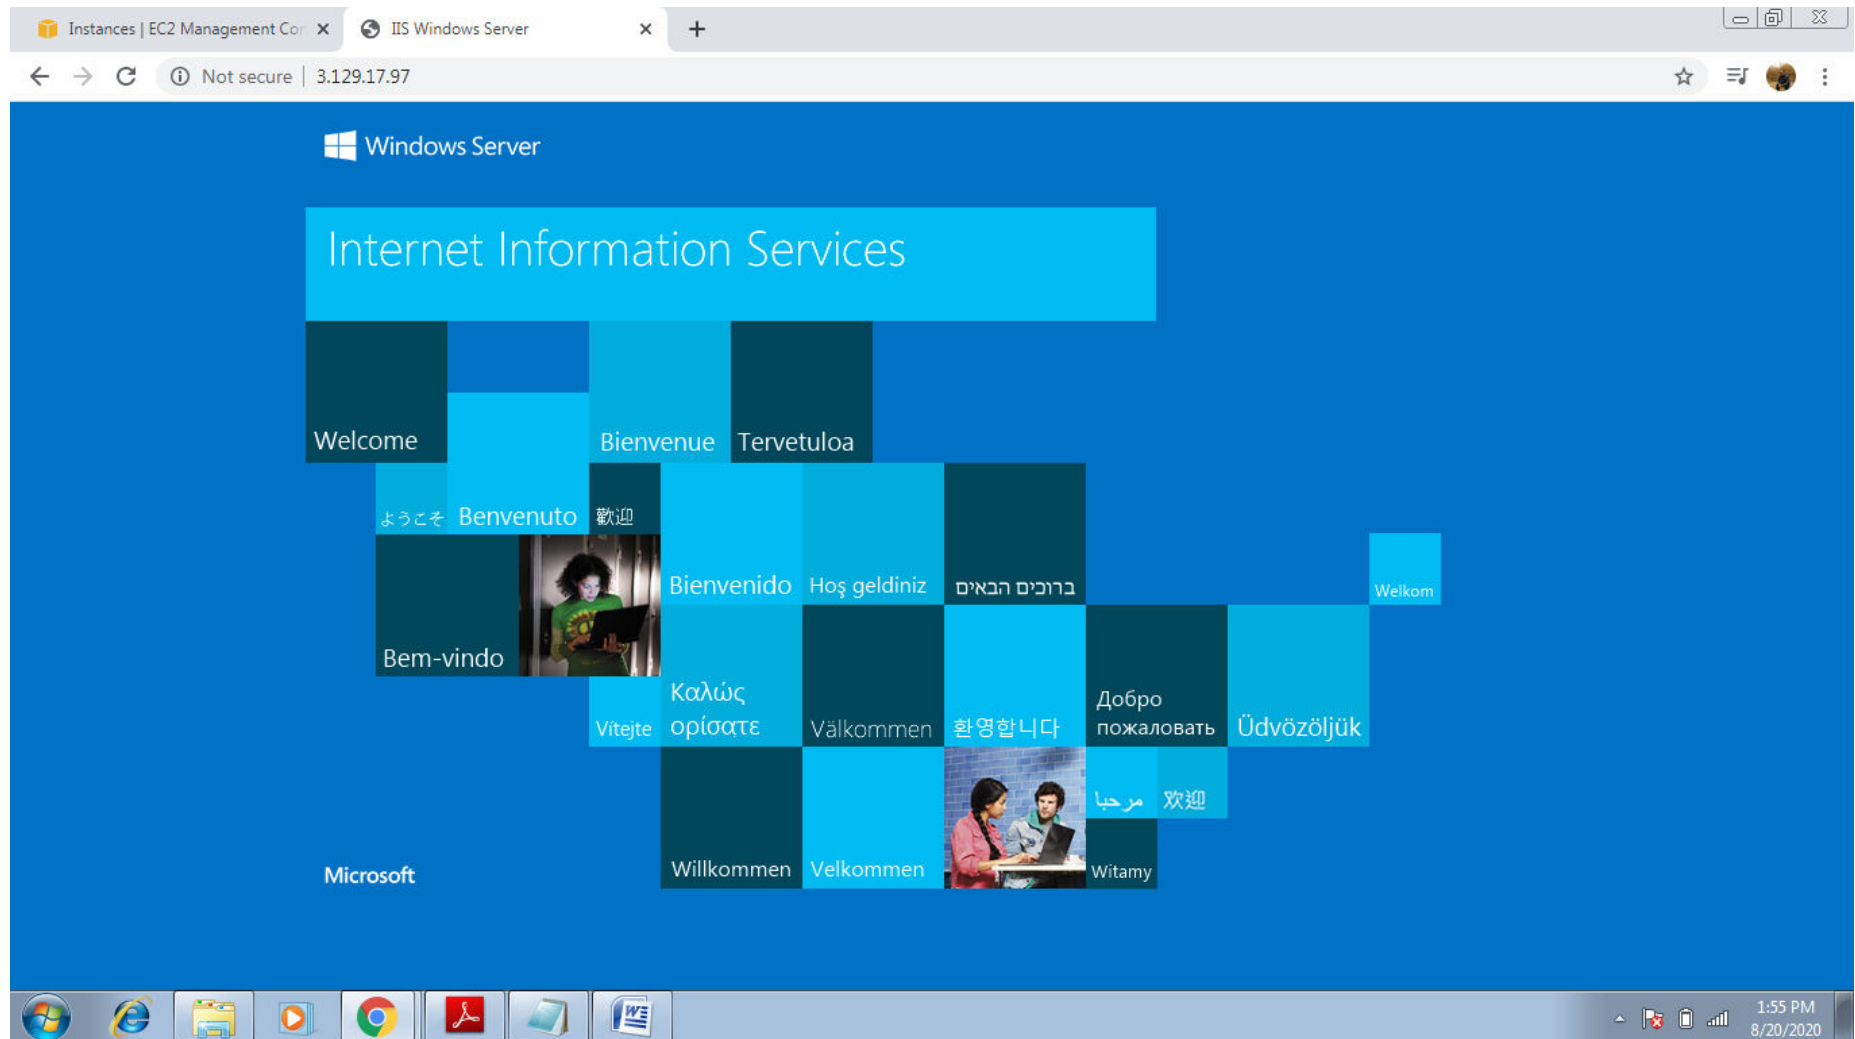 Instances | EC2 Management Con
IIS Windows Server
Not secure | 3.129.17.97
Windows Server
Internet Information Services
Welcome
Bienvenue
Tervetuloa
ようこそ
Benvenuto
歡迎
Bienvenido
Hoş geldiniz
ברוכים הבאים
Welkom
Bem-vindo
Vítejte
Καλώς
ορίσατε
Välkommen
환영합니다
Добро
пожаловать
Üdvözöljük
مرحبا
欢迎
Willkommen
Velkommen
Witamy
Microsoft
1:55 PM
8/20/2020